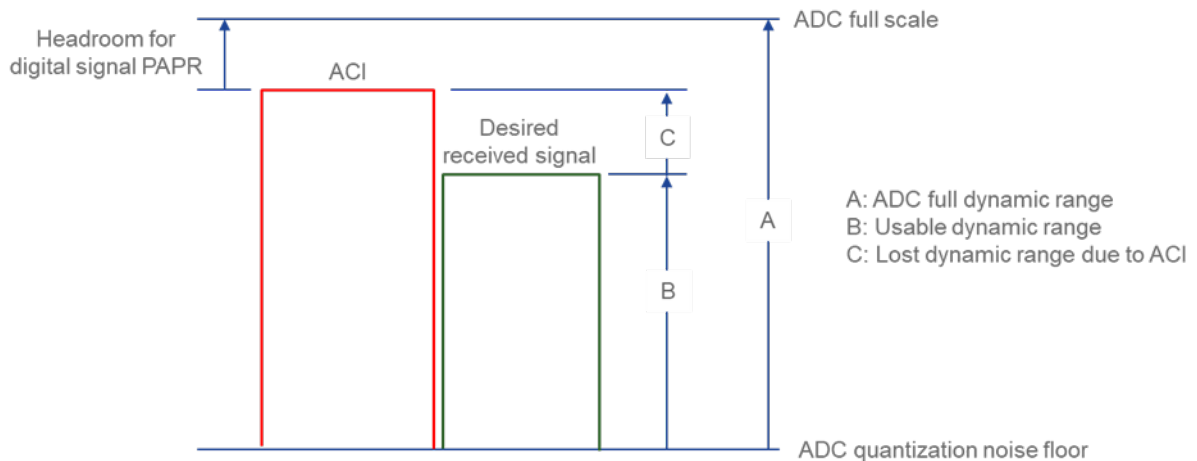 ADC full scale
Headroom for
digital signal PAPR
ACI
Desired
received signal
C
A
B
A: ADC full dynamic range
B: Usable dynamic range
C: Lost dynamic range due to ACI
ADC quantization noise floor